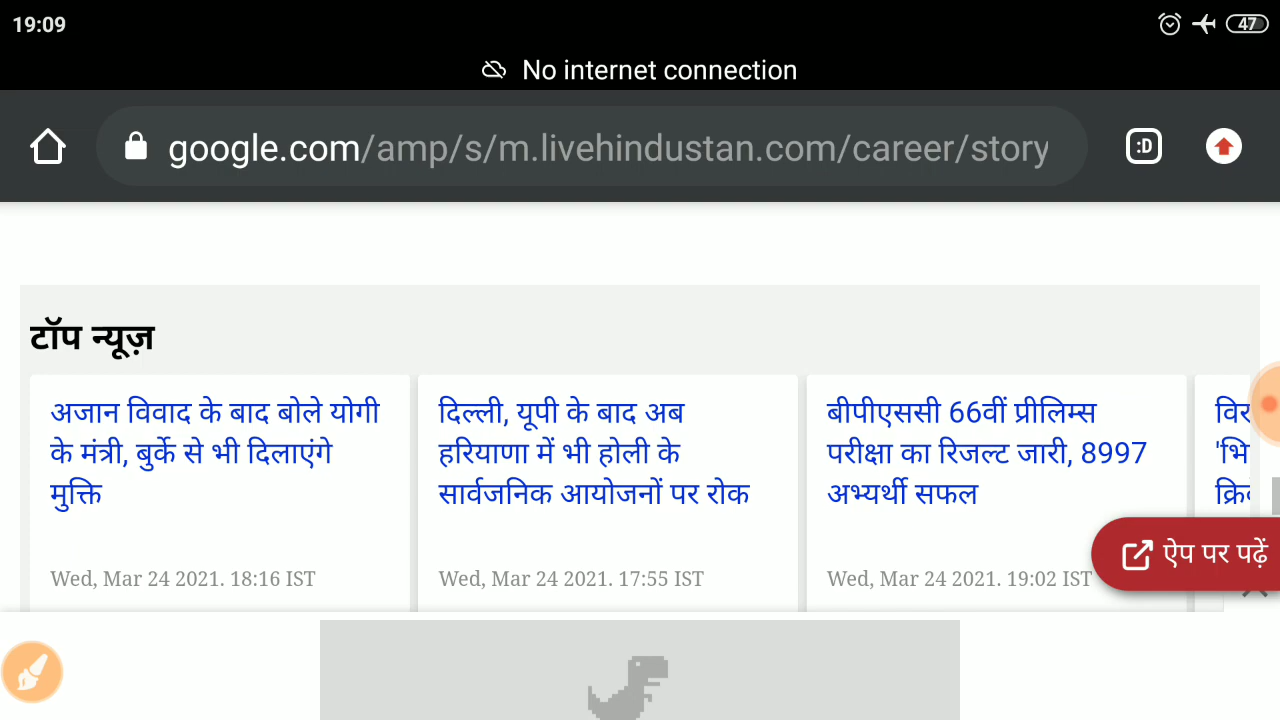 19:09
47
No internet connection
google.com/amp/s/m.livehindustan.com/career/story
:D
टॉप न्यूज़
अजान विवाद के बाद बोले योगी
के मंत्री, बुर्के से भी दिलाएंगे
मुक्ति
Wed, Mar 24 2021. 18:16 IST
दिल्ली, यूपी के बाद अब
हरियाणा में भी होली के
सार्वजनिक आयोजनों पर रोक
Wed, Mar 24 2021. 17:55 IST
बीपीएससी 66वीं प्रीलिम्स
परीक्षा का रिजल्ट जारी, 8997
अभ्यर्थी सफल
Wed, Mar 24 2021. 19:02 IST
ऐप पर पढ़ें